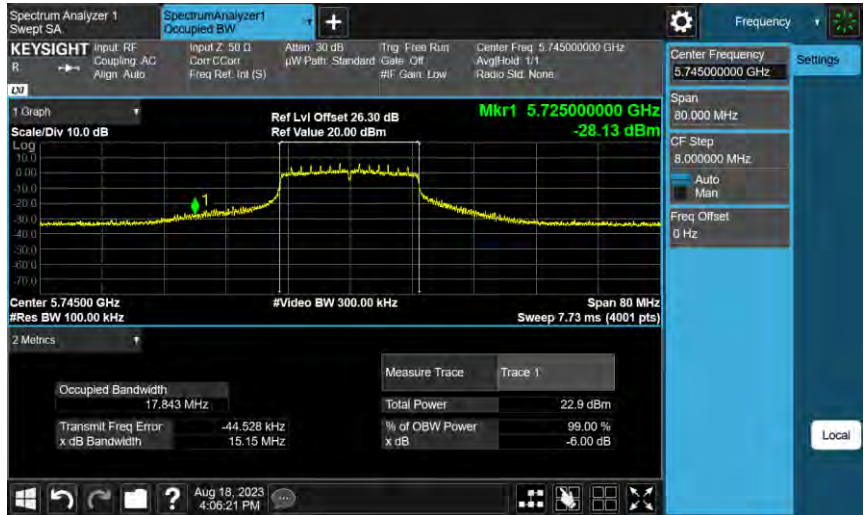 Spectrum Analyzer 1
Swept SA
SpectrumAnalyzer1
Occupied BW
+
Frequency
KEYSIGHT
R
LXI
Input: RF
Coupling: AC
Align: Auto
Input Z: 50 Ω
Corr CCorr
Freq Ref: Int (S)
Atten: 30 dB
µW Path: Standard
Trig: Free Run
Gate: Off
#IF Gain: Low
Center Freq: 5.745000000 GHz
Avg|Hold: 1/1
Radio Std: None
1 Graph
Scale/Div 10.0 dB
Ref Lvl Offset 26.30 dB
Ref Value 20.00 dBm
Mkr1 5.725000000 GHz
-28.13 dBm
Log
10.0
0.00
-10.0
-20.0
-30.0
-40.0
-50.0
-60.0
-70.0
1
Center 5.74500 GHz
#Res BW 100.00 kHz
#Video BW 300.00 kHz
Span 80 MHz
Sweep 7.73 ms (4001 pts)
2 Metrics
Measure Trace Trace 1
Occupied Bandwidth
17.843 MHz
Total Power 22.9 dBm
Transmit Freq Error -44.528 kHz
% of OBW Power 99.00 %
x dB Bandwidth 15.15 MHz
x dB -6.00 dB
Center Frequency
5.745000000 GHz
Settings
Span
80.000 MHz
CF Step
8.000000 MHz
Auto
Man
Freq Offset
0 Hz
Local
?
Aug 18, 2023
4:06:21 PM